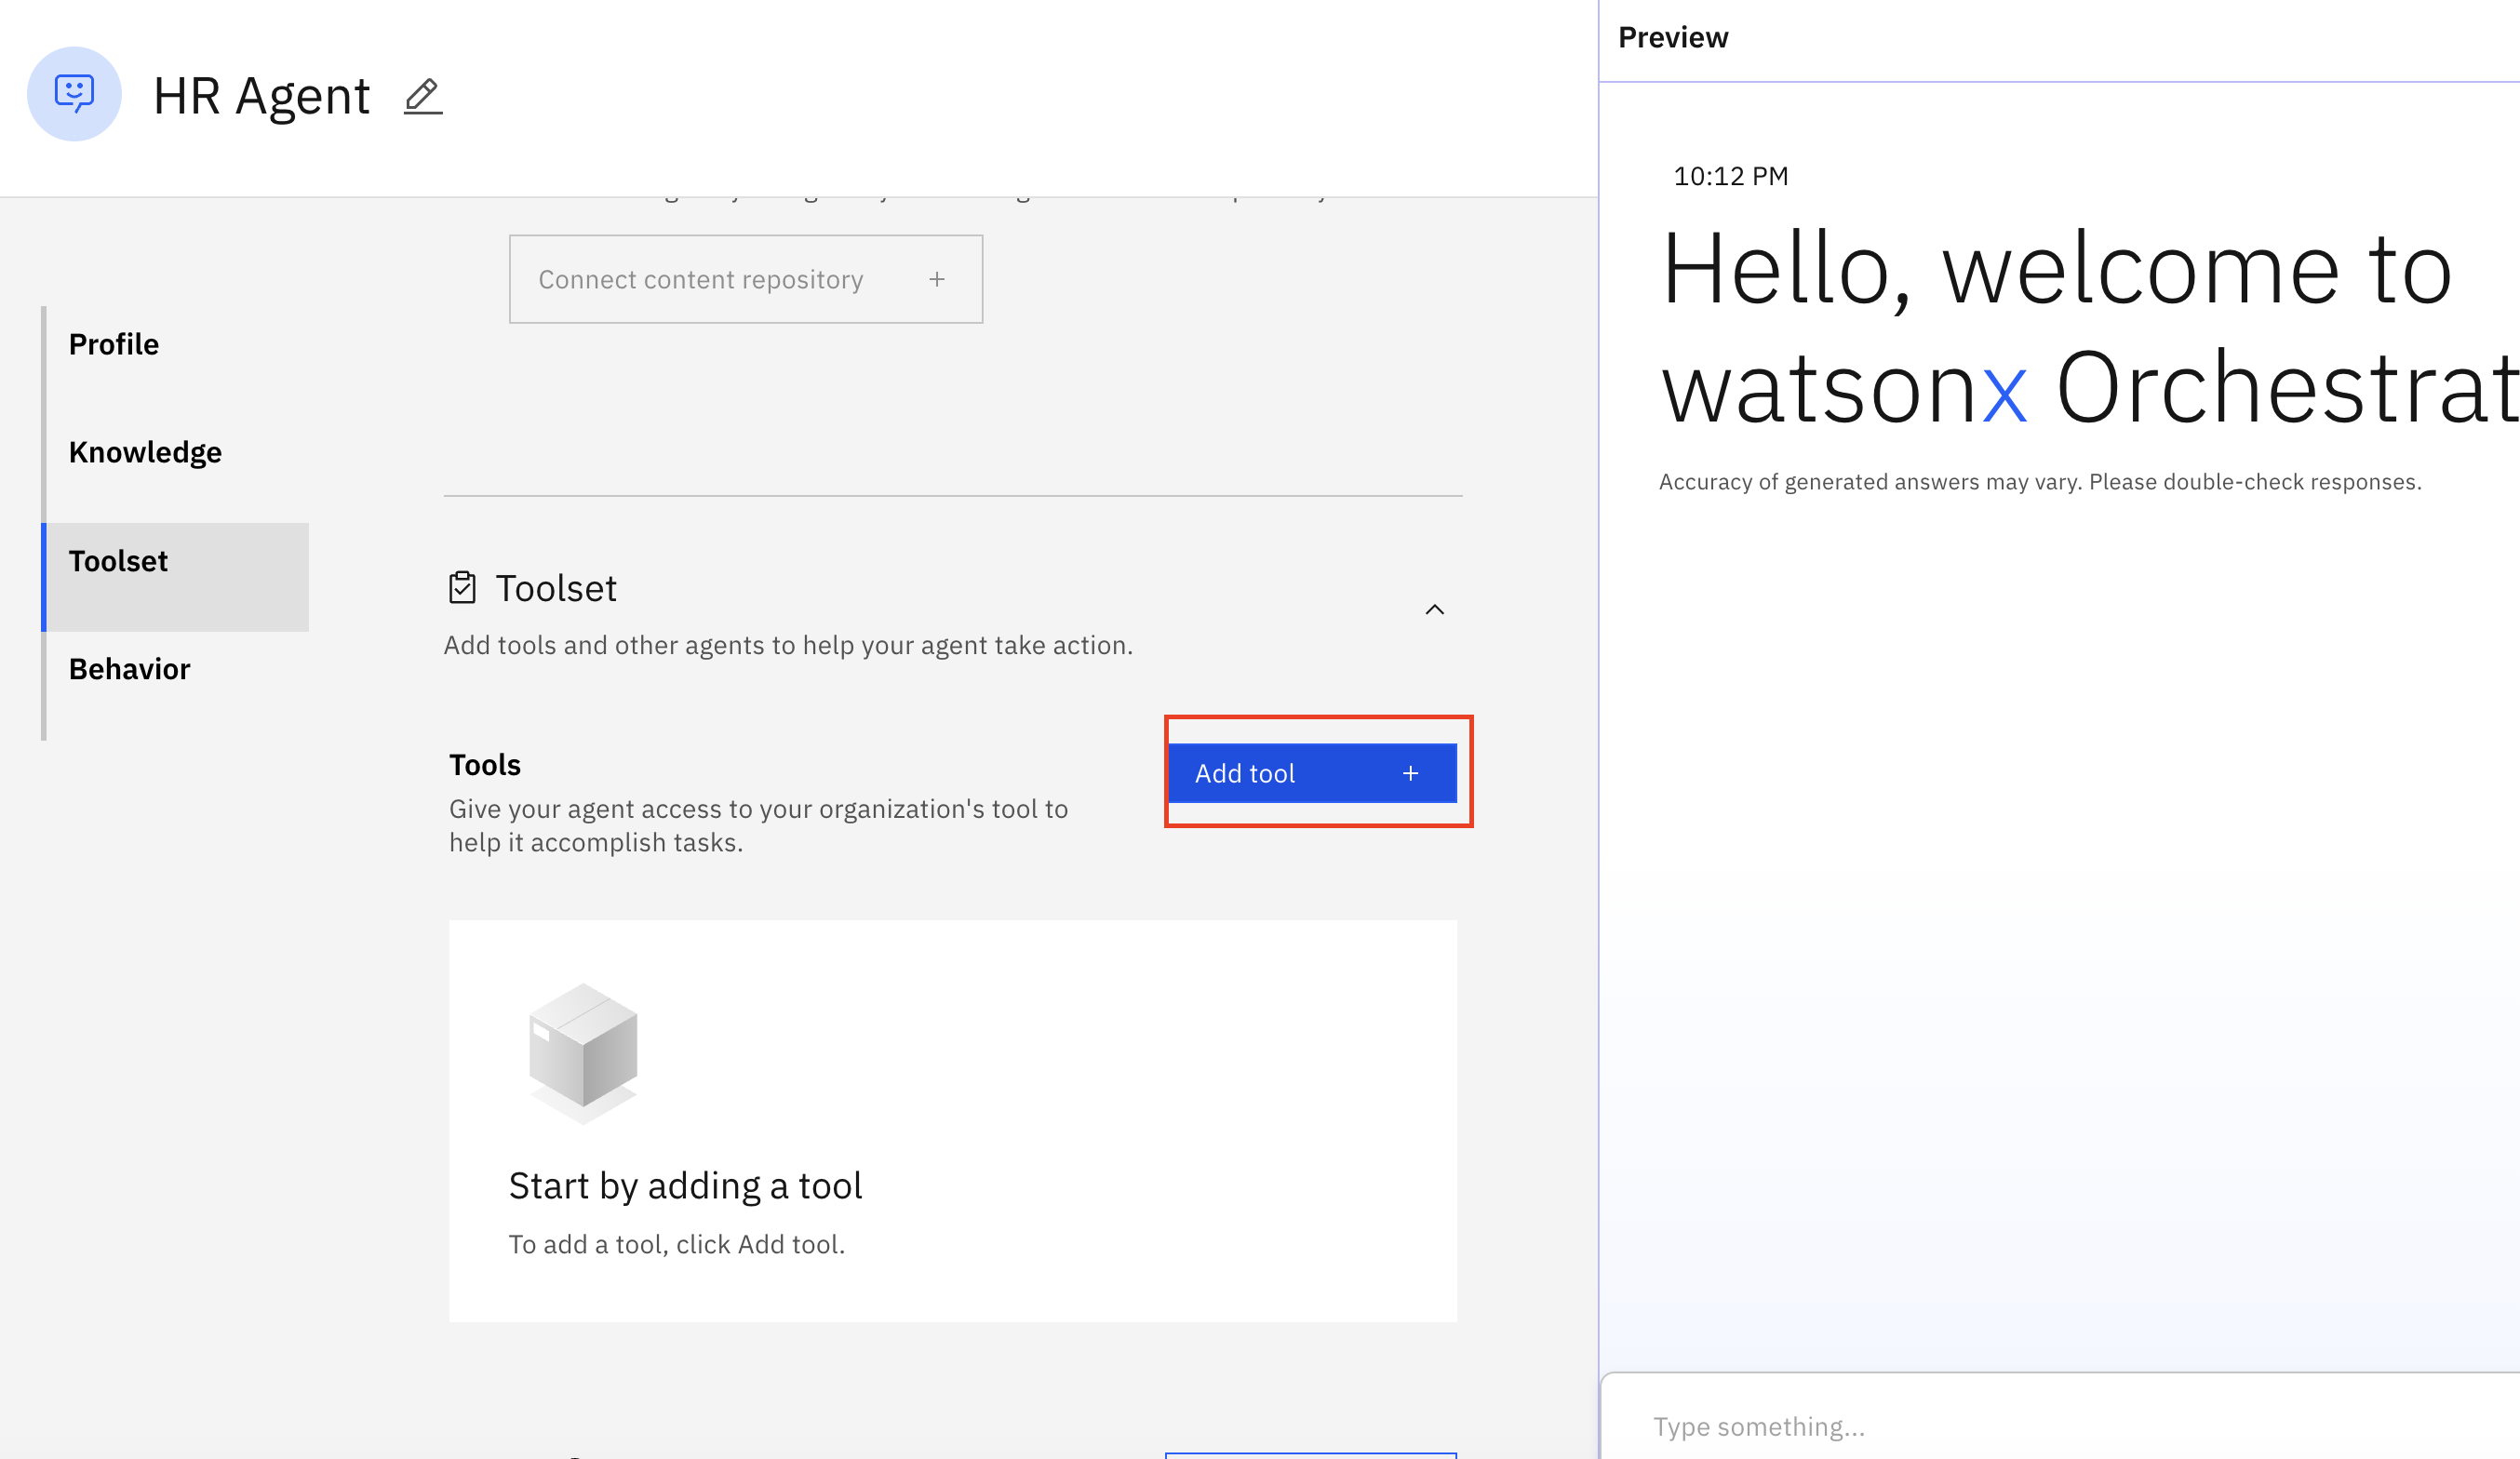 HR Agent
Connect content repository +
Profile
Knowledge
Toolset
Behavior
Toolset
Add tools and other agents to help your agent take action.
Tools
Give your agent access to your organization's tool to
help it accomplish tasks.
Add tool +
Start by adding a tool
To add a tool, click Add tool.
Preview
10:12 PM
Hello, welcome to
watsonx Orchestrat
Accuracy of generated answers may vary. Please double-check responses.
Type something...